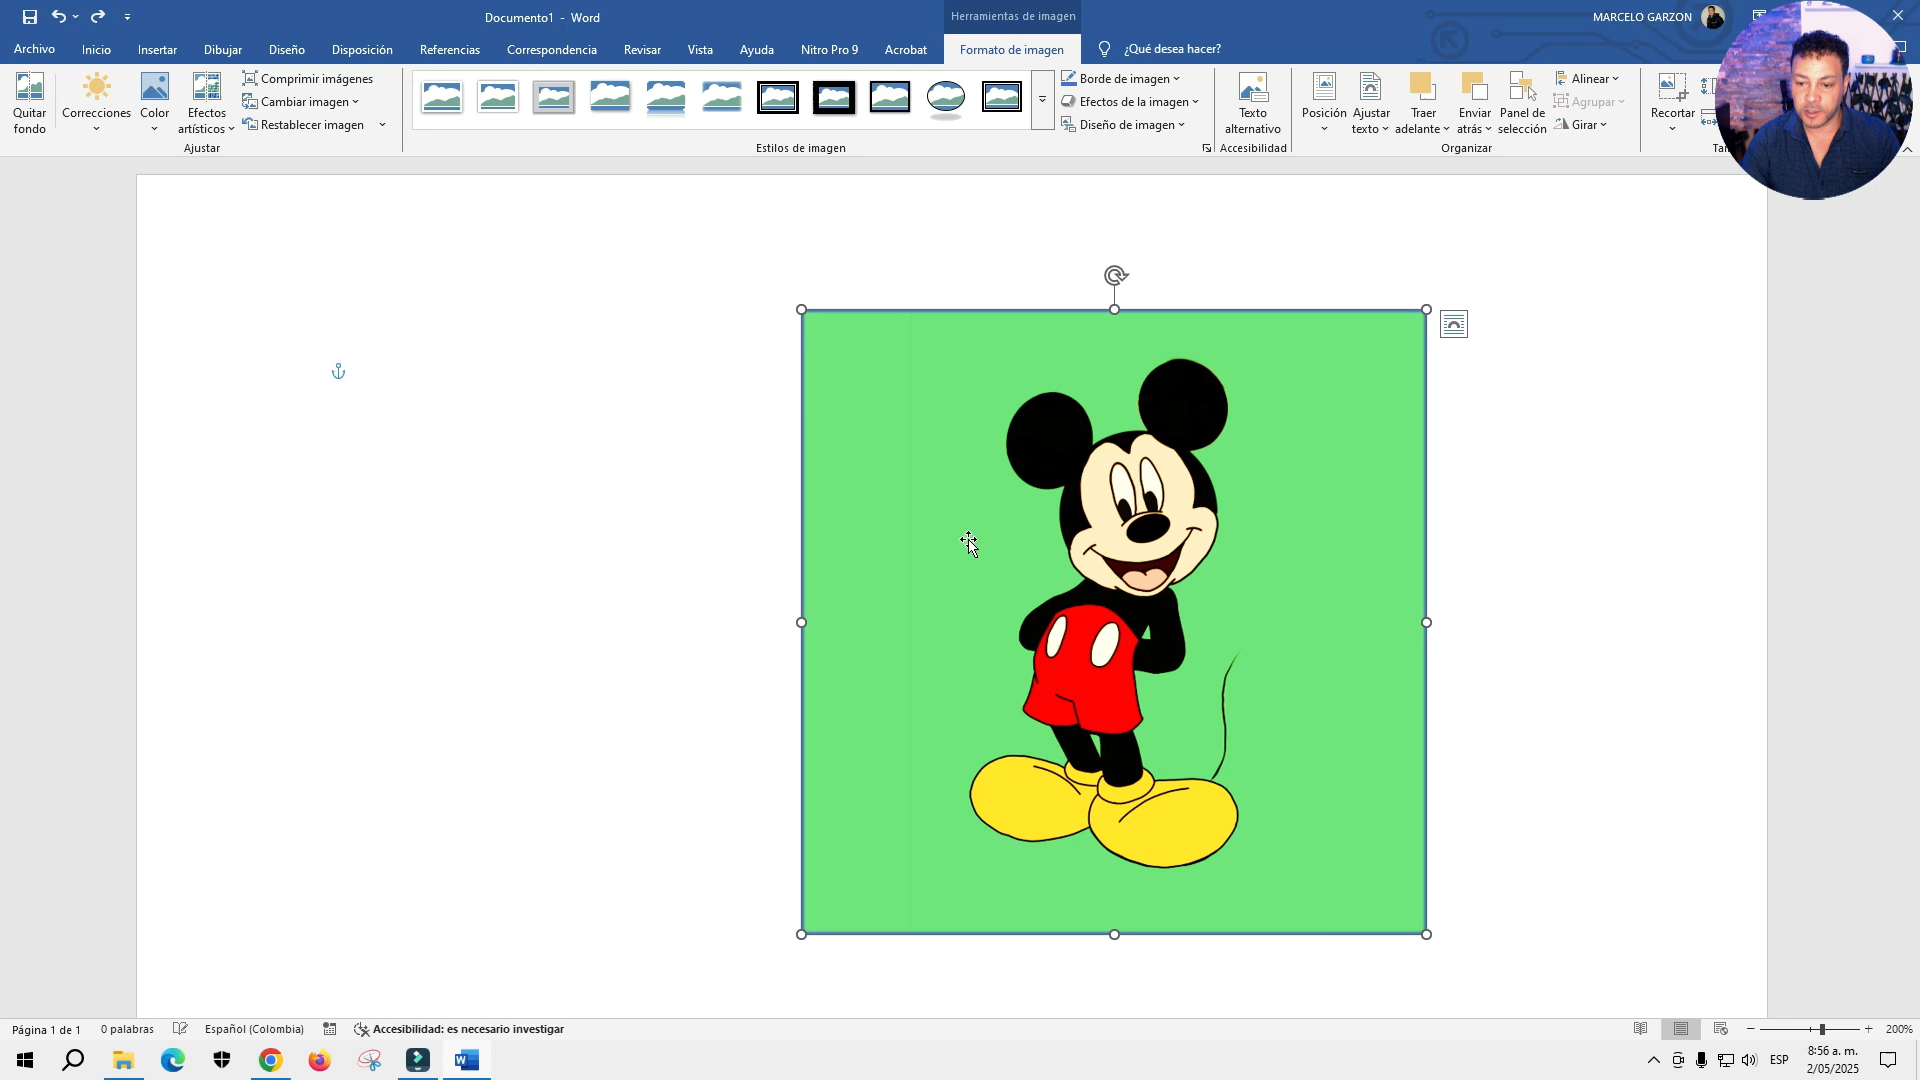 Documento1 - Word
Herramientas de imagen
MARCELO GARZON
Archivo Inicio Insertar Dibujar Diseño Disposición Referencias Correspondencia Revisar Vista Ayuda Nitro Pro 9 Acrobat Formato de imagen ¿Qué desea hacer?
Quitar fondo
Correcciones
Color
Efectos artísticos
Comprimir imágenes
Cambiar imagen
Restablecer imagen
Ajustar
Estilos de imagen
Borde de imagen
Efectos de la imagen
Diseño de imagen
Texto alternativo
Accesibilidad
Posición
Ajustar texto
Traer adelante
Enviar atrás
Panel de selección
Alinear
Agrupar
Girar
Organizar
Recortar
Página 1 de 1 0 palabras Español (Colombia) Accesibilidad: es necesario investigar 200%
ESP
8:56 a. m.
2/05/2025